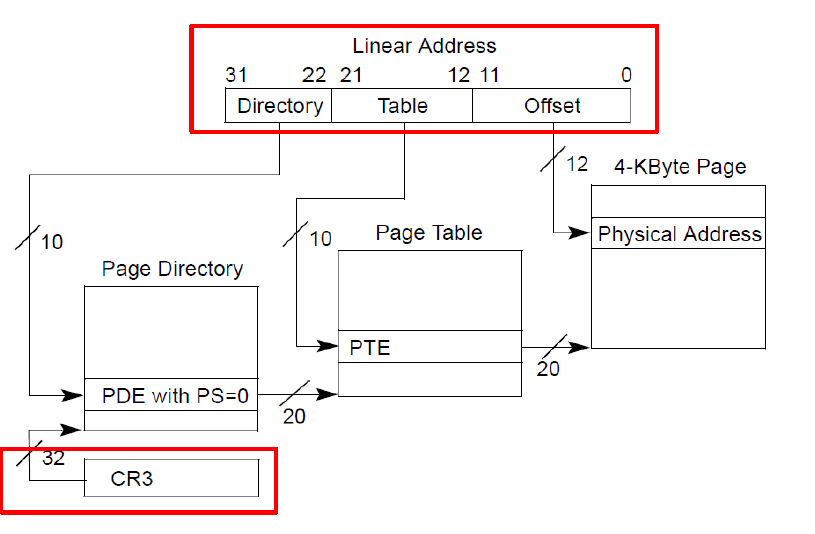 Linear Address
31 22 21 12 11 0
Directory Table Offset
12
4-KByte Page
Physical Address
10
10
Page Table
Page Directory
PTE
20
PDE with PS=0
20
32
CR3